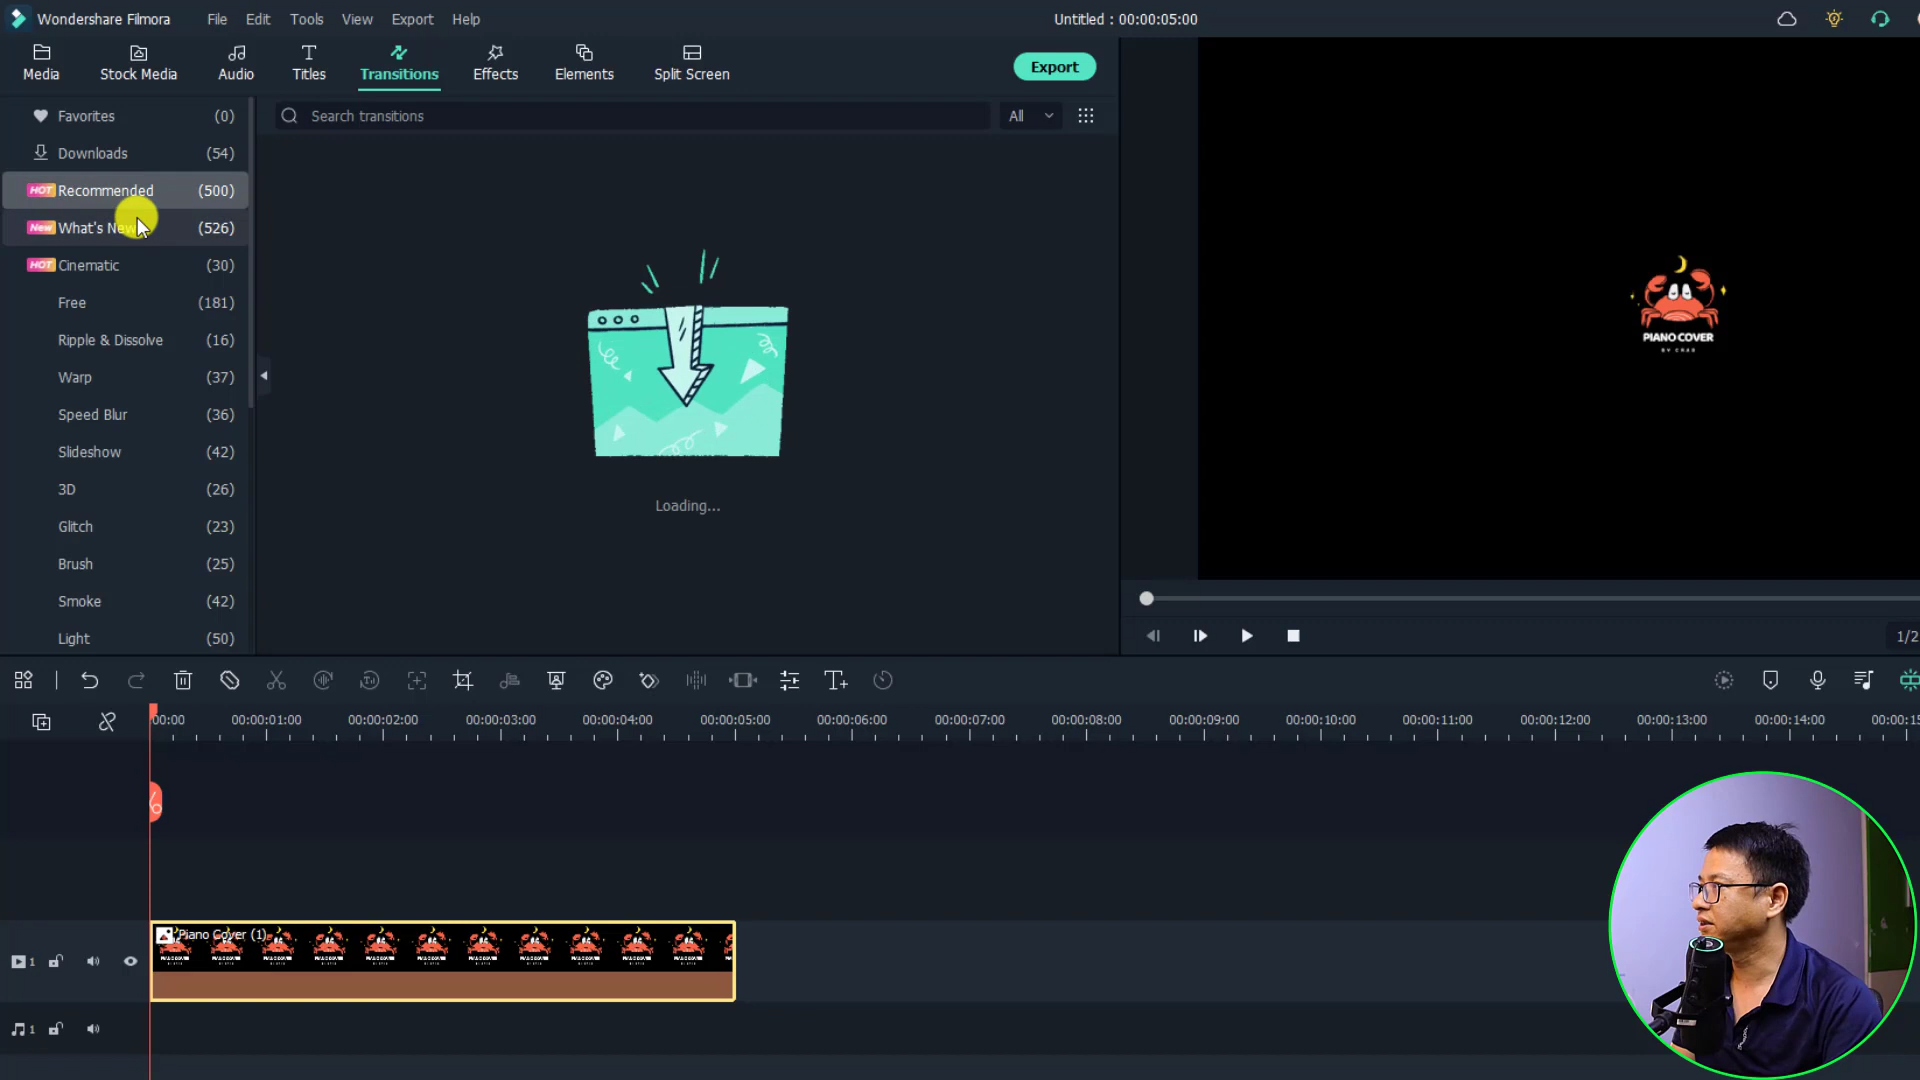 Wondershare Filmora File Edit Tools View Export Help Untitled : 00:00:05:00
Media Stock Media Audio Titles Transitions Effects Elements Split Screen Export
Favorites (0) Search transitions All
Downloads (54)
HOT Recommended (500)
New What's New (526)
HOT Cinematic (30)
Free (181)
Ripple & Dissolve (16)
Warp (37)
Speed Blur (36)
Slideshow (42)
3D (26)
Glitch (23)
Brush (25)
Smoke (42)
Light (50)
Loading...
PIANO COVER
1/2
00:00 00:00:01:00 00:00:02:00 00:00:03:00 00:00:04:00 00:00:05:00 00:00:06:00 00:00:07:00 00:00:08:00 00:00:09:00 00:00:10:00 00:00:11:00 00:00:12:00 00:00:13:00 00:00:14:00 00:00:15
Piano Cover (1)
1
1